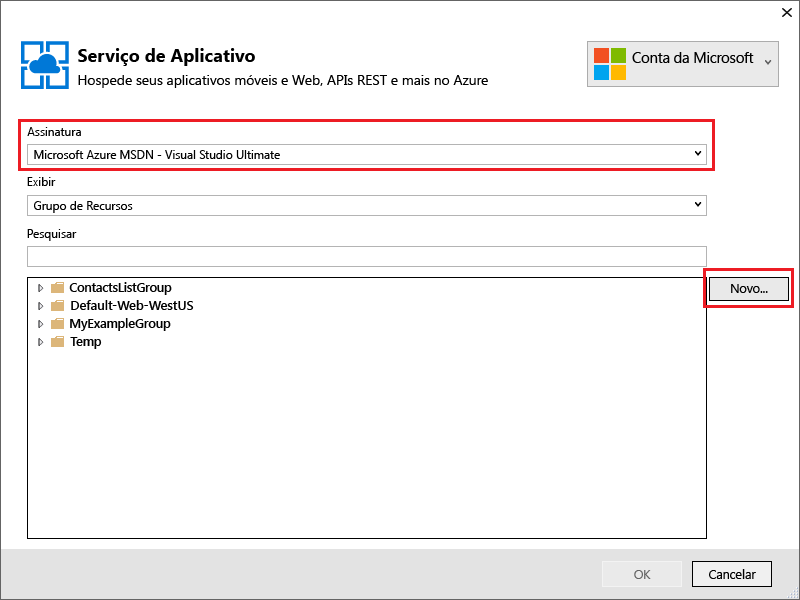 Serviço de Aplicativo
Hospede seus aplicativos móveis e Web, APIs REST e mais no Azure
Conta da Microsoft
Assinatura
Microsoft Azure MSDN - Visual Studio Ultimate
Exibir
Grupo de Recursos
Pesquisar
ContactsListGroup
Novo...
Default-Web-WestUS
MyExampleGroup
Temp
OK
Cancelar